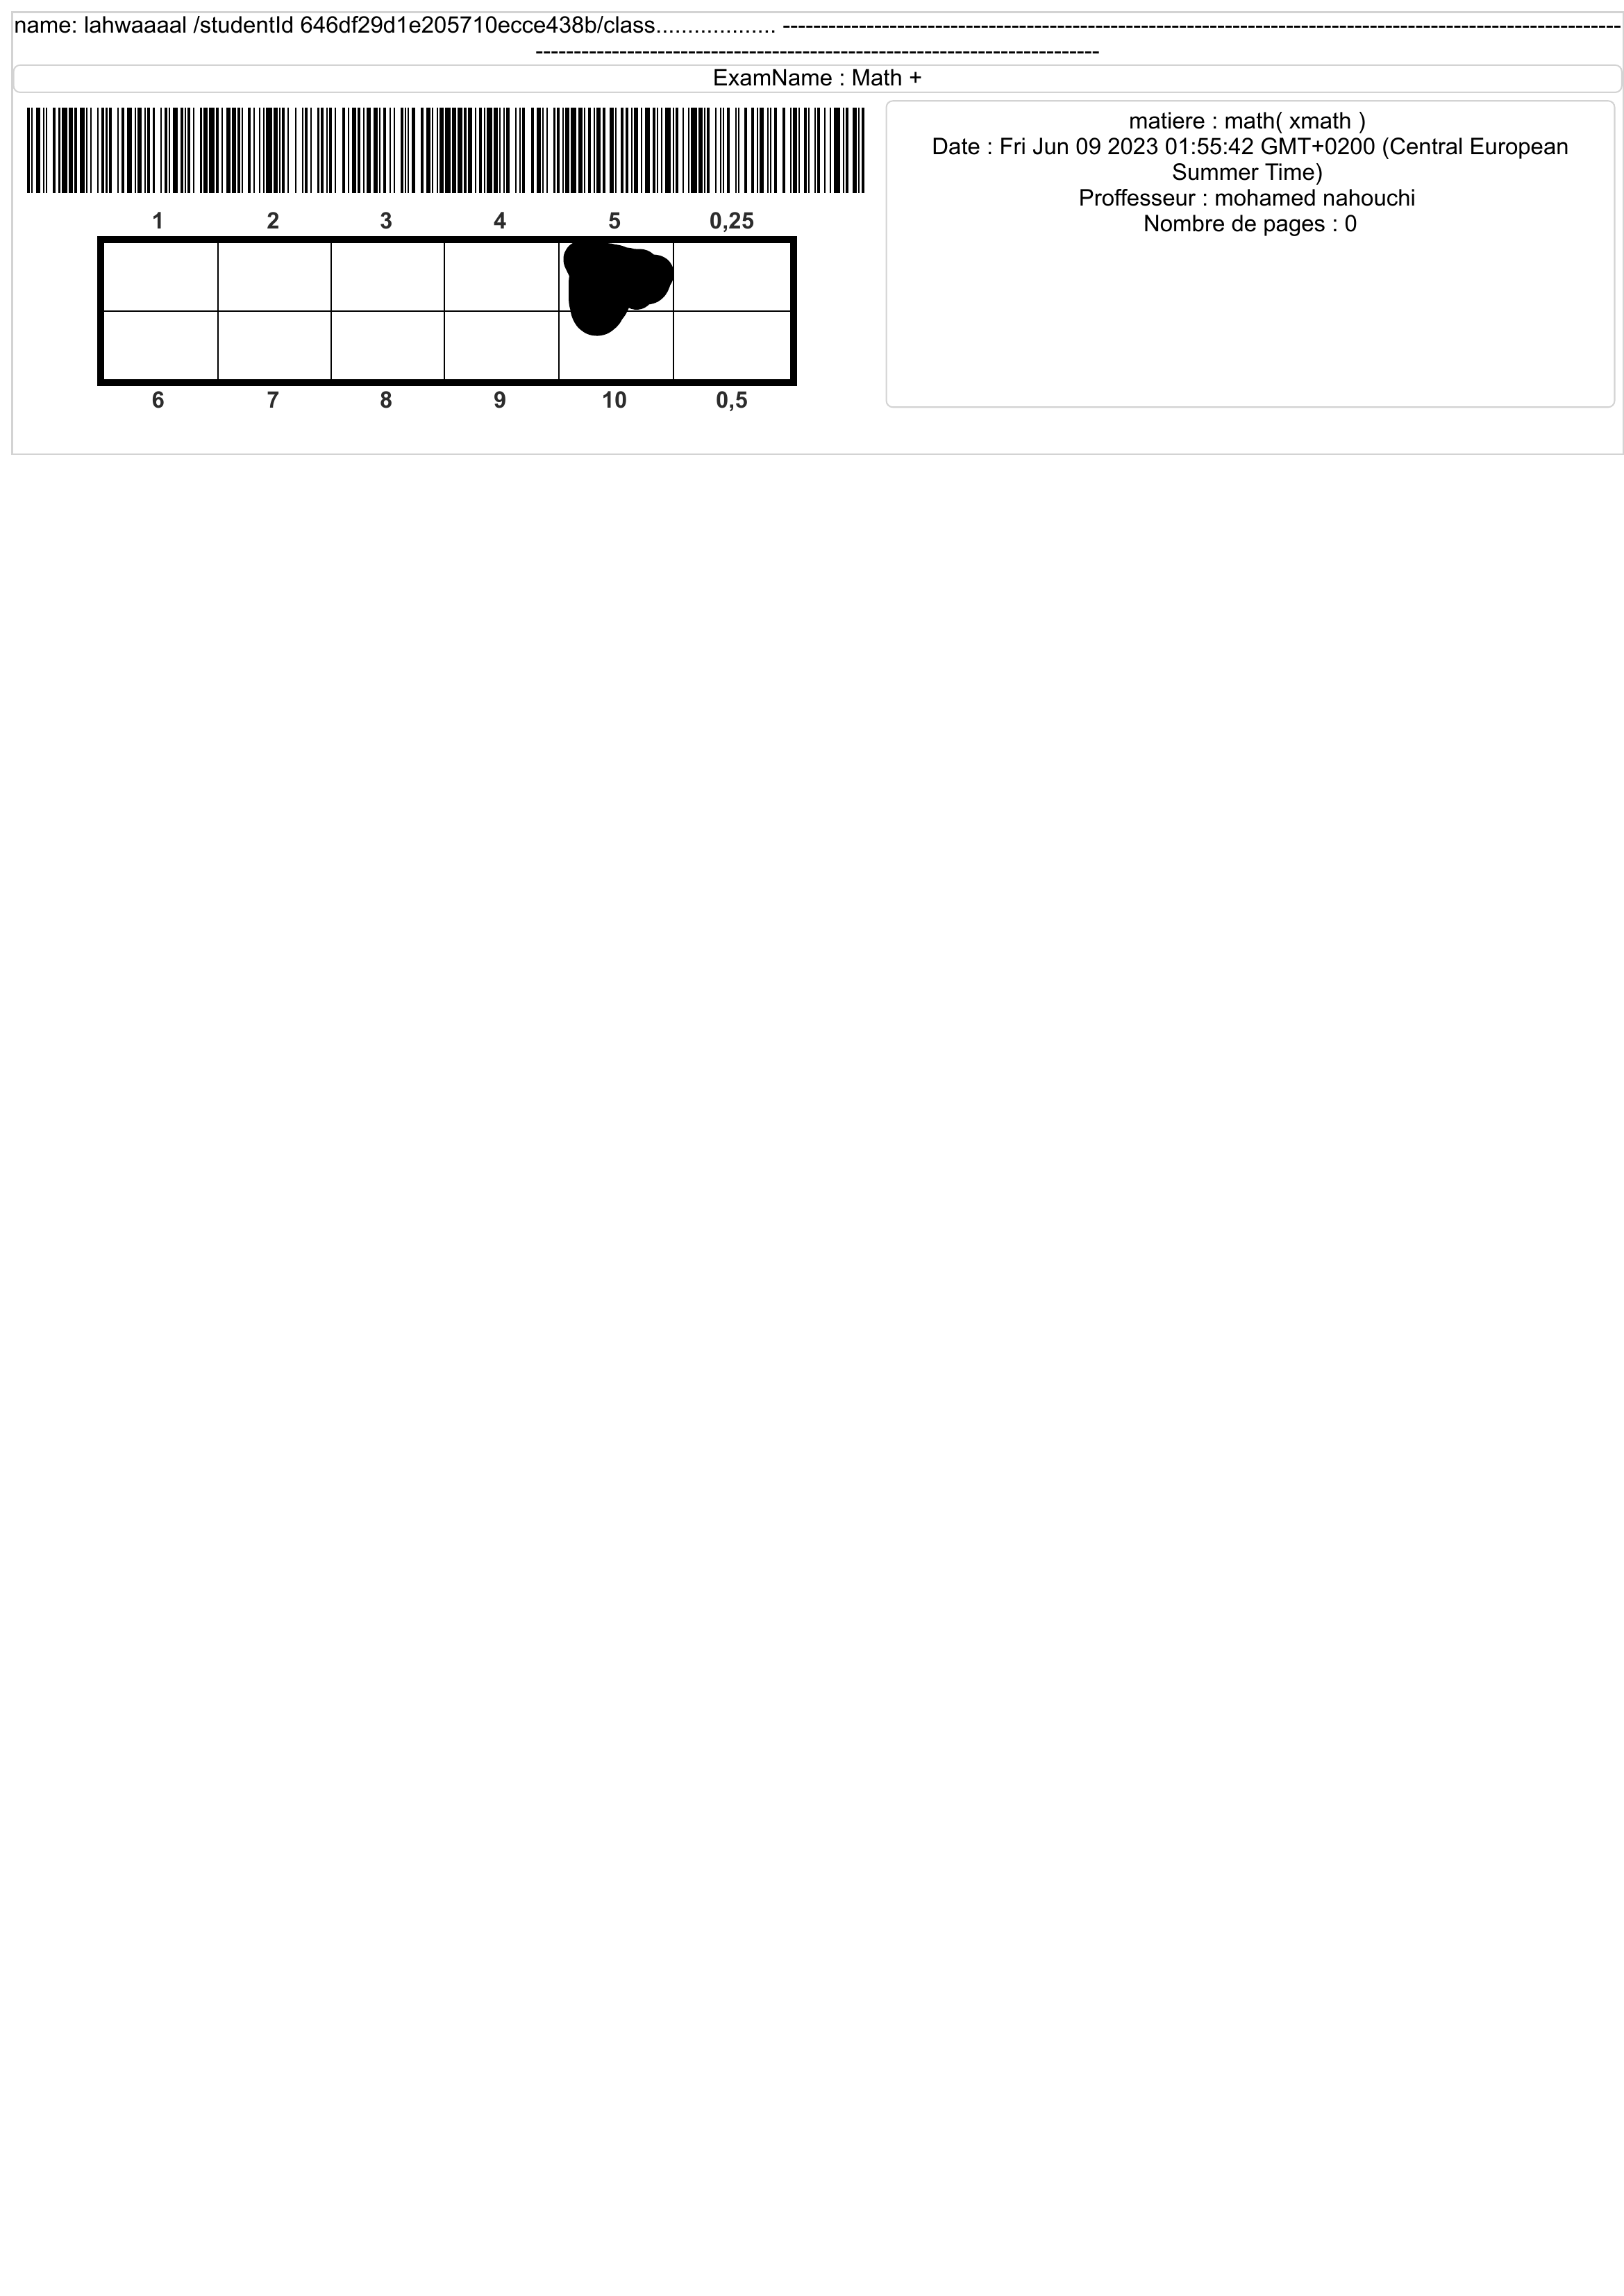 name: lahwaaaal /studentId 646df29d1e205710ecce438b/class................... --------------------------------------------------------------------------------------------------------------
--------------------------------------------------------------------------
ExamName : Math +
matiere : math( xmath )
Date : Fri Jun 09 2023 01:55:42 GMT+0200 (Central European
Summer Time)
Proffesseur : mohamed nahouchi
Nombre de pages : 0
1 2 3 4 5 0,25
6 7 8 9 10 0,5